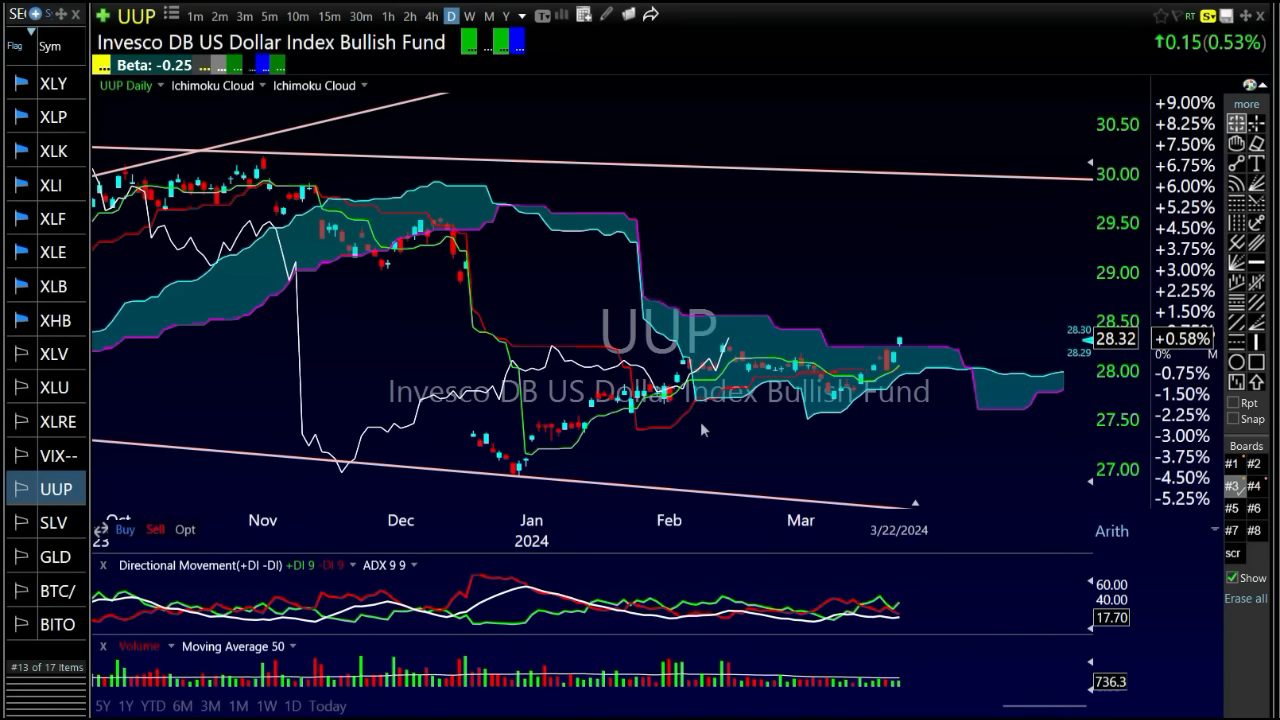 SE S
UUP 1m 2m 3m 5m 10m 15m 30m 1h 2h 4h D W M Y
RT S
Invesco DB US Dollar Index Bullish Fund
0.15(0.53%)
Beta: -0.25
Flag Sym
XLY
XLP
XLK
XLI
XLF
XLE
XLB
XHB
XLV
XLU
XLRE
VIX--
UUP
SLV
GLD
BTC/
BITO
#13 of 17 Items
UUP Daily Ichimoku Cloud Ichimoku Cloud
UUP
Invesco DB US Dollar Index Bullish Fund
30.50
30.00
29.50
29.00
28.50
28.30
28.32
28.29
28.00
27.50
27.00
+9.00%
+8.25%
+7.50%
+6.75%
+6.00%
+5.25%
+4.50%
+3.75%
+3.00%
+2.25%
+1.50%
+0.58%
0% M
-0.75%
-1.50%
-2.25%
-3.00%
-3.75%
-4.50%
-5.25%
Oct Nov Dec Jan Feb Mar 3/22/2024
23 2024
Buy Sell Opt
Arith
X Directional Movement(+DI -DI) +DI 9 -DI 9 ADX 9 9
60.00
40.00
17.70
X Volume Moving Average 50
736.3
5Y 1Y YTD 6M 3M 1M 1W 1D Today
more
Rpt
Snap
Boards
#1 #2
#3 #4
#5 #6
#7 #8
scr
Show
Erase all